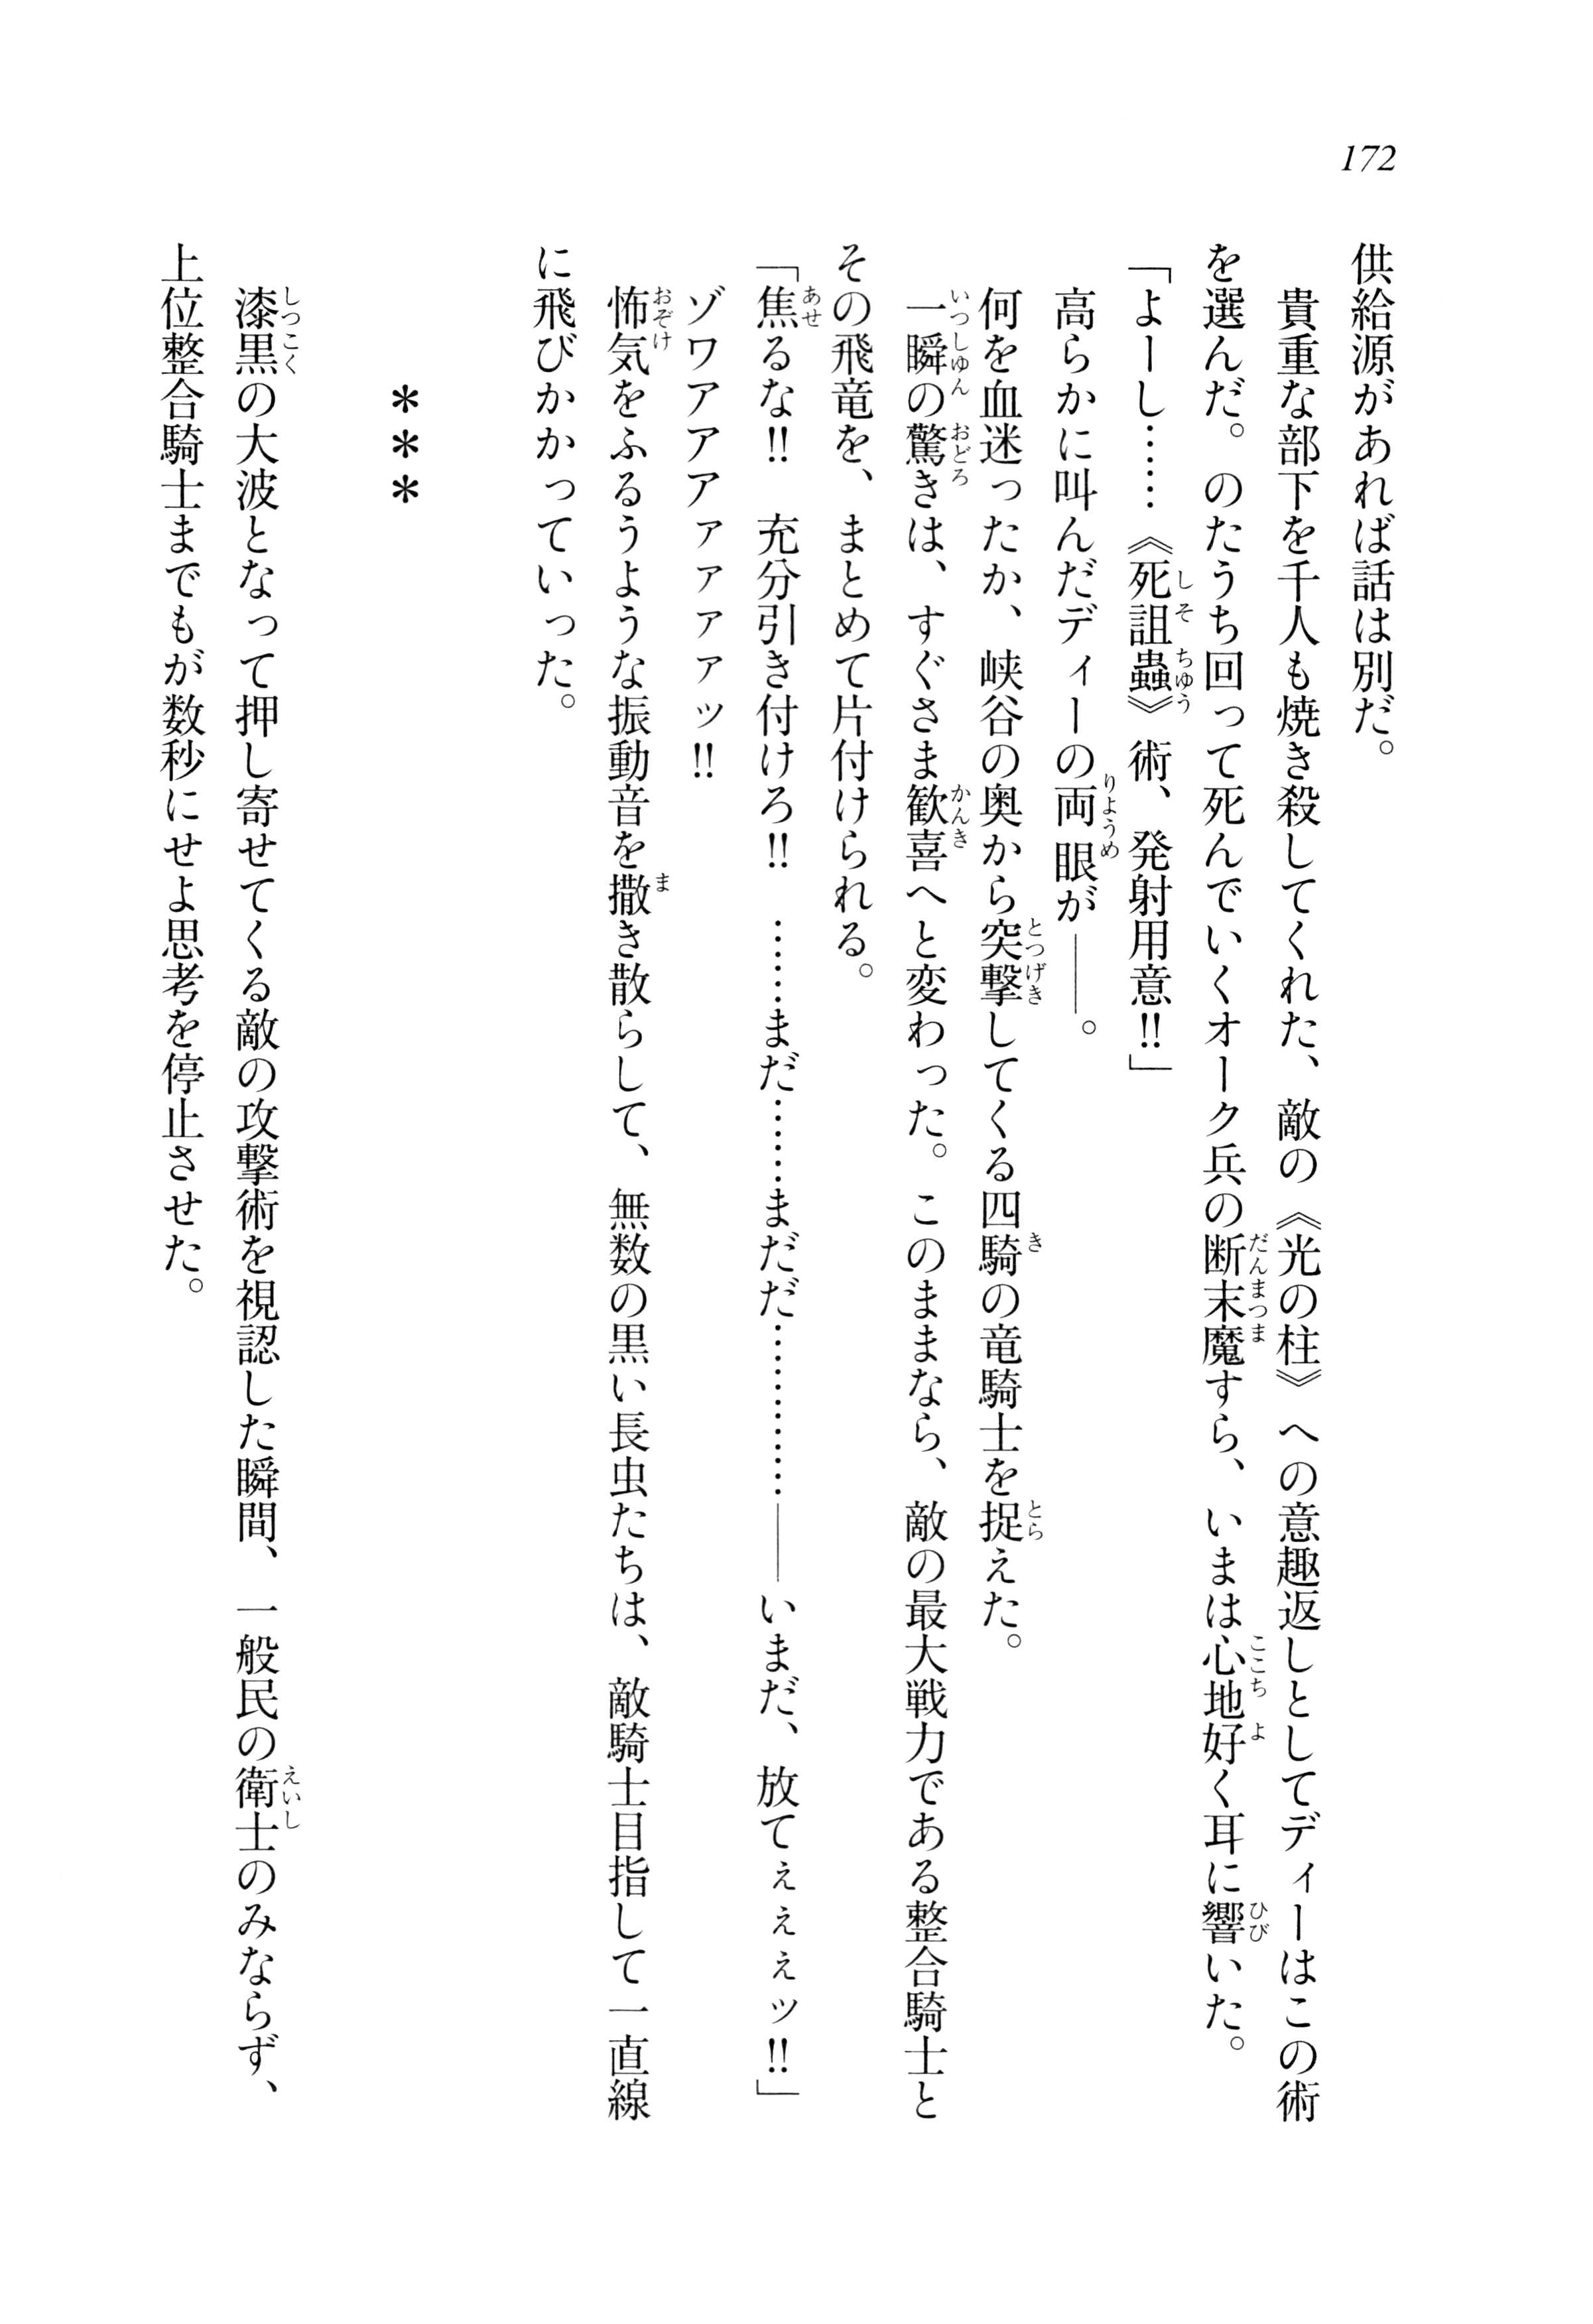 172
供給源があれば話は別だ。
　貴重な部下を千人も焼き殺してくれた、敵の《光の柱》への意趣返しとしてディーはこの術
を選んだ。のたうち回って死んでいくオーク兵の断末魔すら、いまは心地好く耳に響いた。
「よーし……《死詛蟲》術、発射用意!!」
　高らかに叫んだディーの両眼が――。
　何を血迷ったか、峡谷の奥から突撃してくる四騎の竜騎士を捉えた。
　一瞬の驚きは、すぐさま歓喜へと変わった。このままなら、敵の最大戦力である整合騎士と
その飛竜を、まとめて片付けられる。
「焦るな!!　充分引き付けろ!!　……まだ……まだだ…………――いまだ、放てぇぇぇッ!!」
　ゾワアアアァァァァッ!!
　怖気をふるうような振動音を撒き散らして、無数の黒い長虫たちは、敵騎士目指して一直線
に飛びかかっていった。
＊＊＊
　漆黒の大波となって押し寄せてくる敵の攻撃術を視認した瞬間、一般民の衛士のみならず、
上位整合騎士までもが数秒にせよ思考を停止させた。